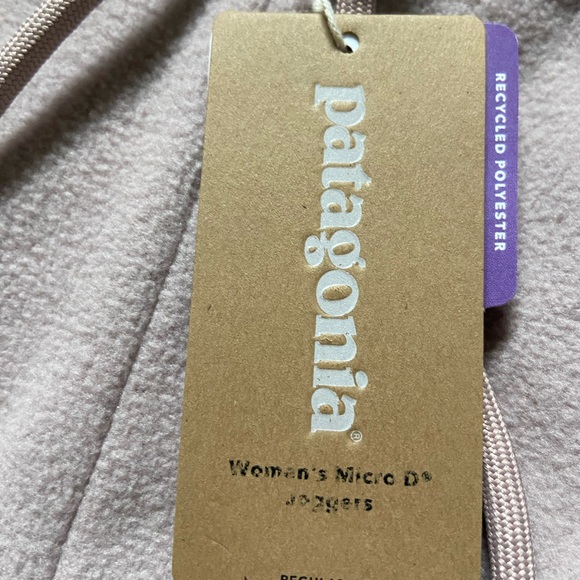 patagonia®
Women's Micro D®
Joggers
RECYCLED POLYESTER